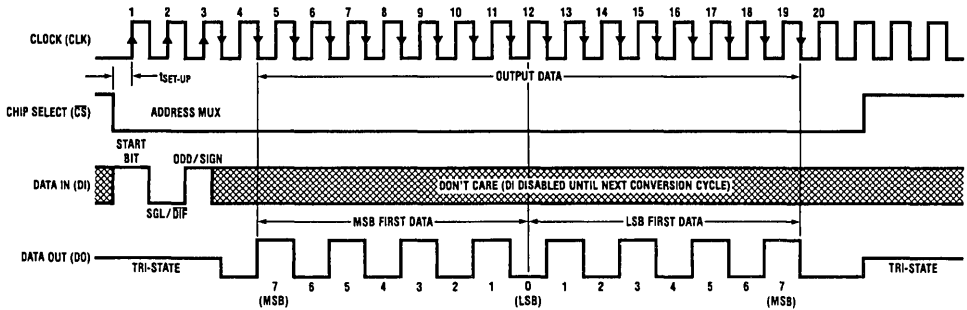 1 2 3 4 5 6 7 8 9 10 11 12 13 14 15 16 17 18 19 20
CLOCK (CLK)
tSET-UP
OUTPUT DATA
CHIP SELECT (CS)
ADDRESS MUX
START
BIT
ODD/SIGN
DATA IN (DI)
DON'T CARE (DI DISABLED UNTIL NEXT CONVERSION CYCLE)
SGL/DIF
MSB FIRST DATA
LSB FIRST DATA
DATA OUT (DO)
TRI-STATE
TRI-STATE
7 6 5 4 3 2 1 0 1 2 3 4 5 6 7
(MSB) (LSB) (MSB)